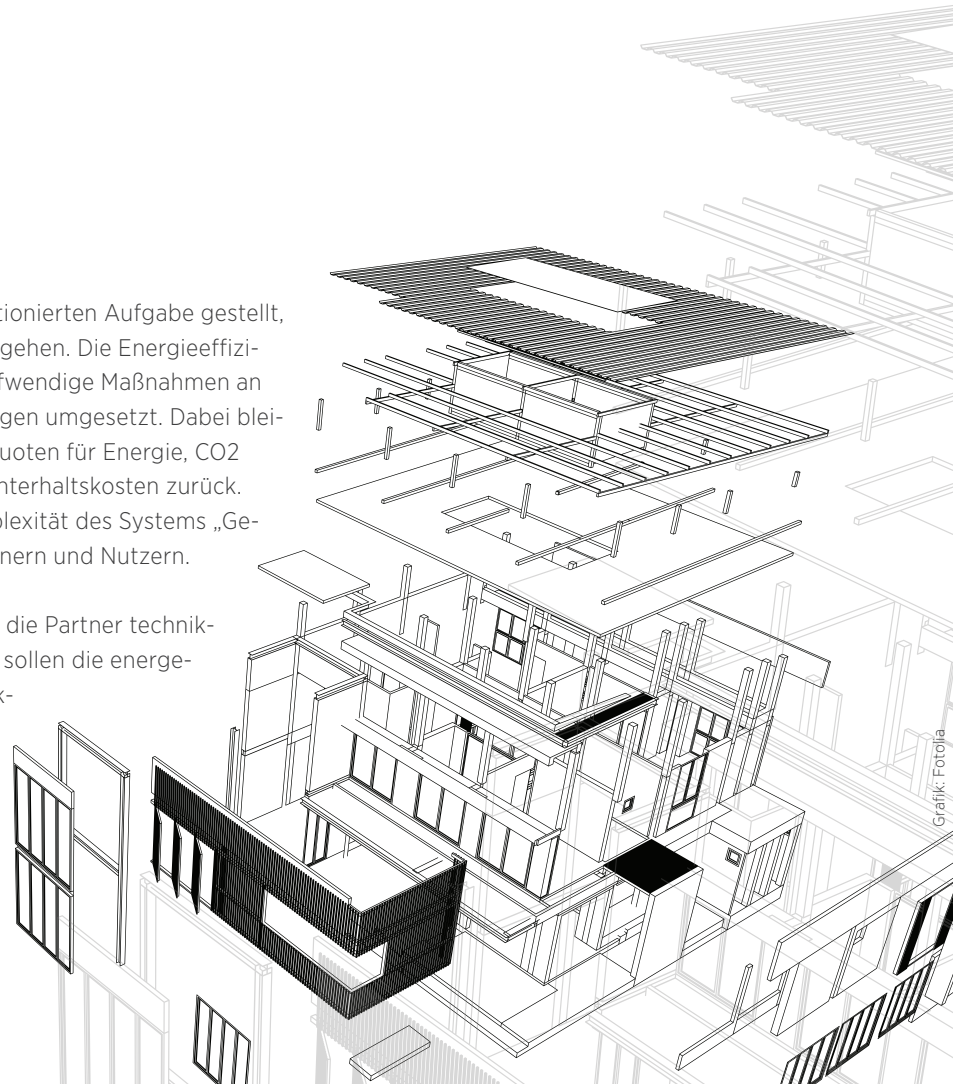 tionierten Aufgabe gestellt,
gehen. Die Energieeffizi-
fwendige Maßnahmen an
gen umgesetzt. Dabei blei-
uoten für Energie, CO2
nterhaltskosten zurück.
plexität des Systems „Ge-
nern und Nutzern.
die Partner technik-
sollen die energe-
k-
Grafik: Fotolia